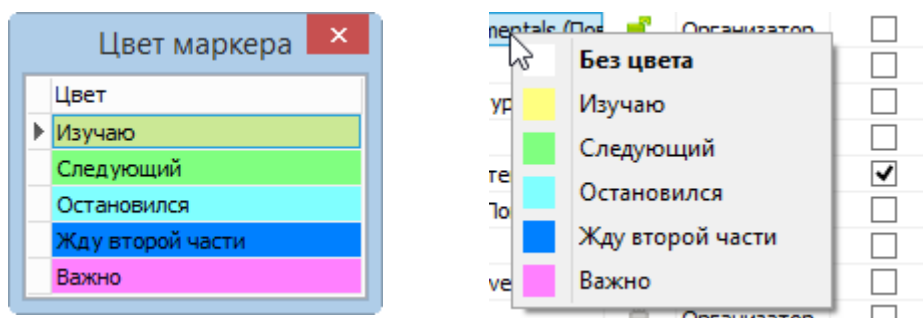 Цвет маркера
Цвет
Изучаю
Следующий
Остановился
Жду второй части
Важно
Организатор
Без цвета
Изучаю
Следующий
Остановился
Жду второй части
Важно